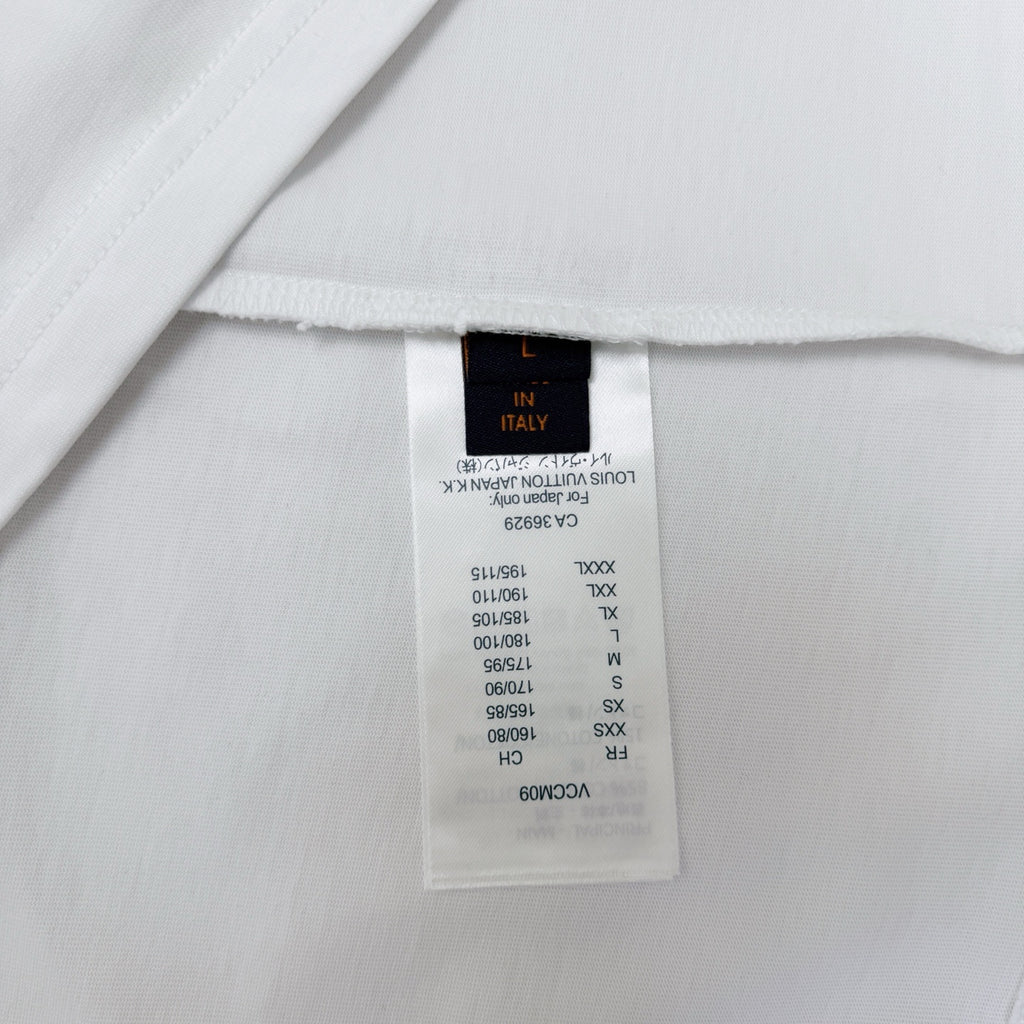 L
IN
ITALY
VCCM09
FR CH
XXS 160/80
XS 165/85
S 170/90
M 175/95
L 180/100
XL 185/105
XXL 190/110
XXXL 195/115
CA 36929
For Japan only:
LOUIS VUITTON JAPAN K.K.
ルイ・ヴィトン ジャパン(株)